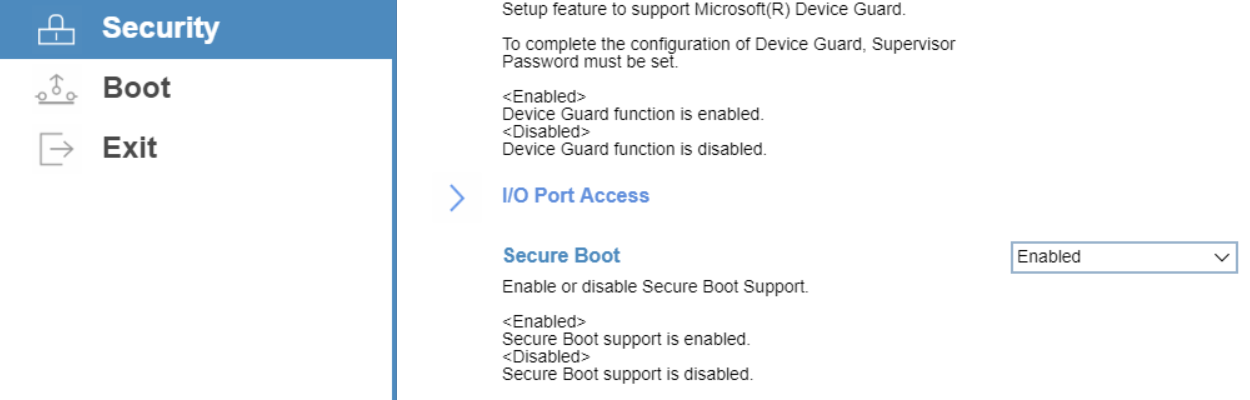 Security
Boot
Exit
Setup feature to support Microsoft(R) Device Guard.
To complete the configuration of Device Guard, Supervisor
Password must be set.
<Enabled>
Device Guard function is enabled.
<Disabled>
Device Guard function is disabled.
I/O Port Access
Secure Boot
Enabled
Enable or disable Secure Boot Support.
<Enabled>
Secure Boot support is enabled.
<Disabled>
Secure Boot support is disabled.